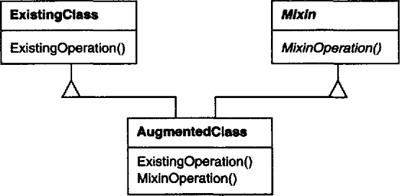 ExistingClass
ExistingOperation()
Mixin
MixinOperation()
AugmentedClass
ExistingOperation()
MixinOperation()